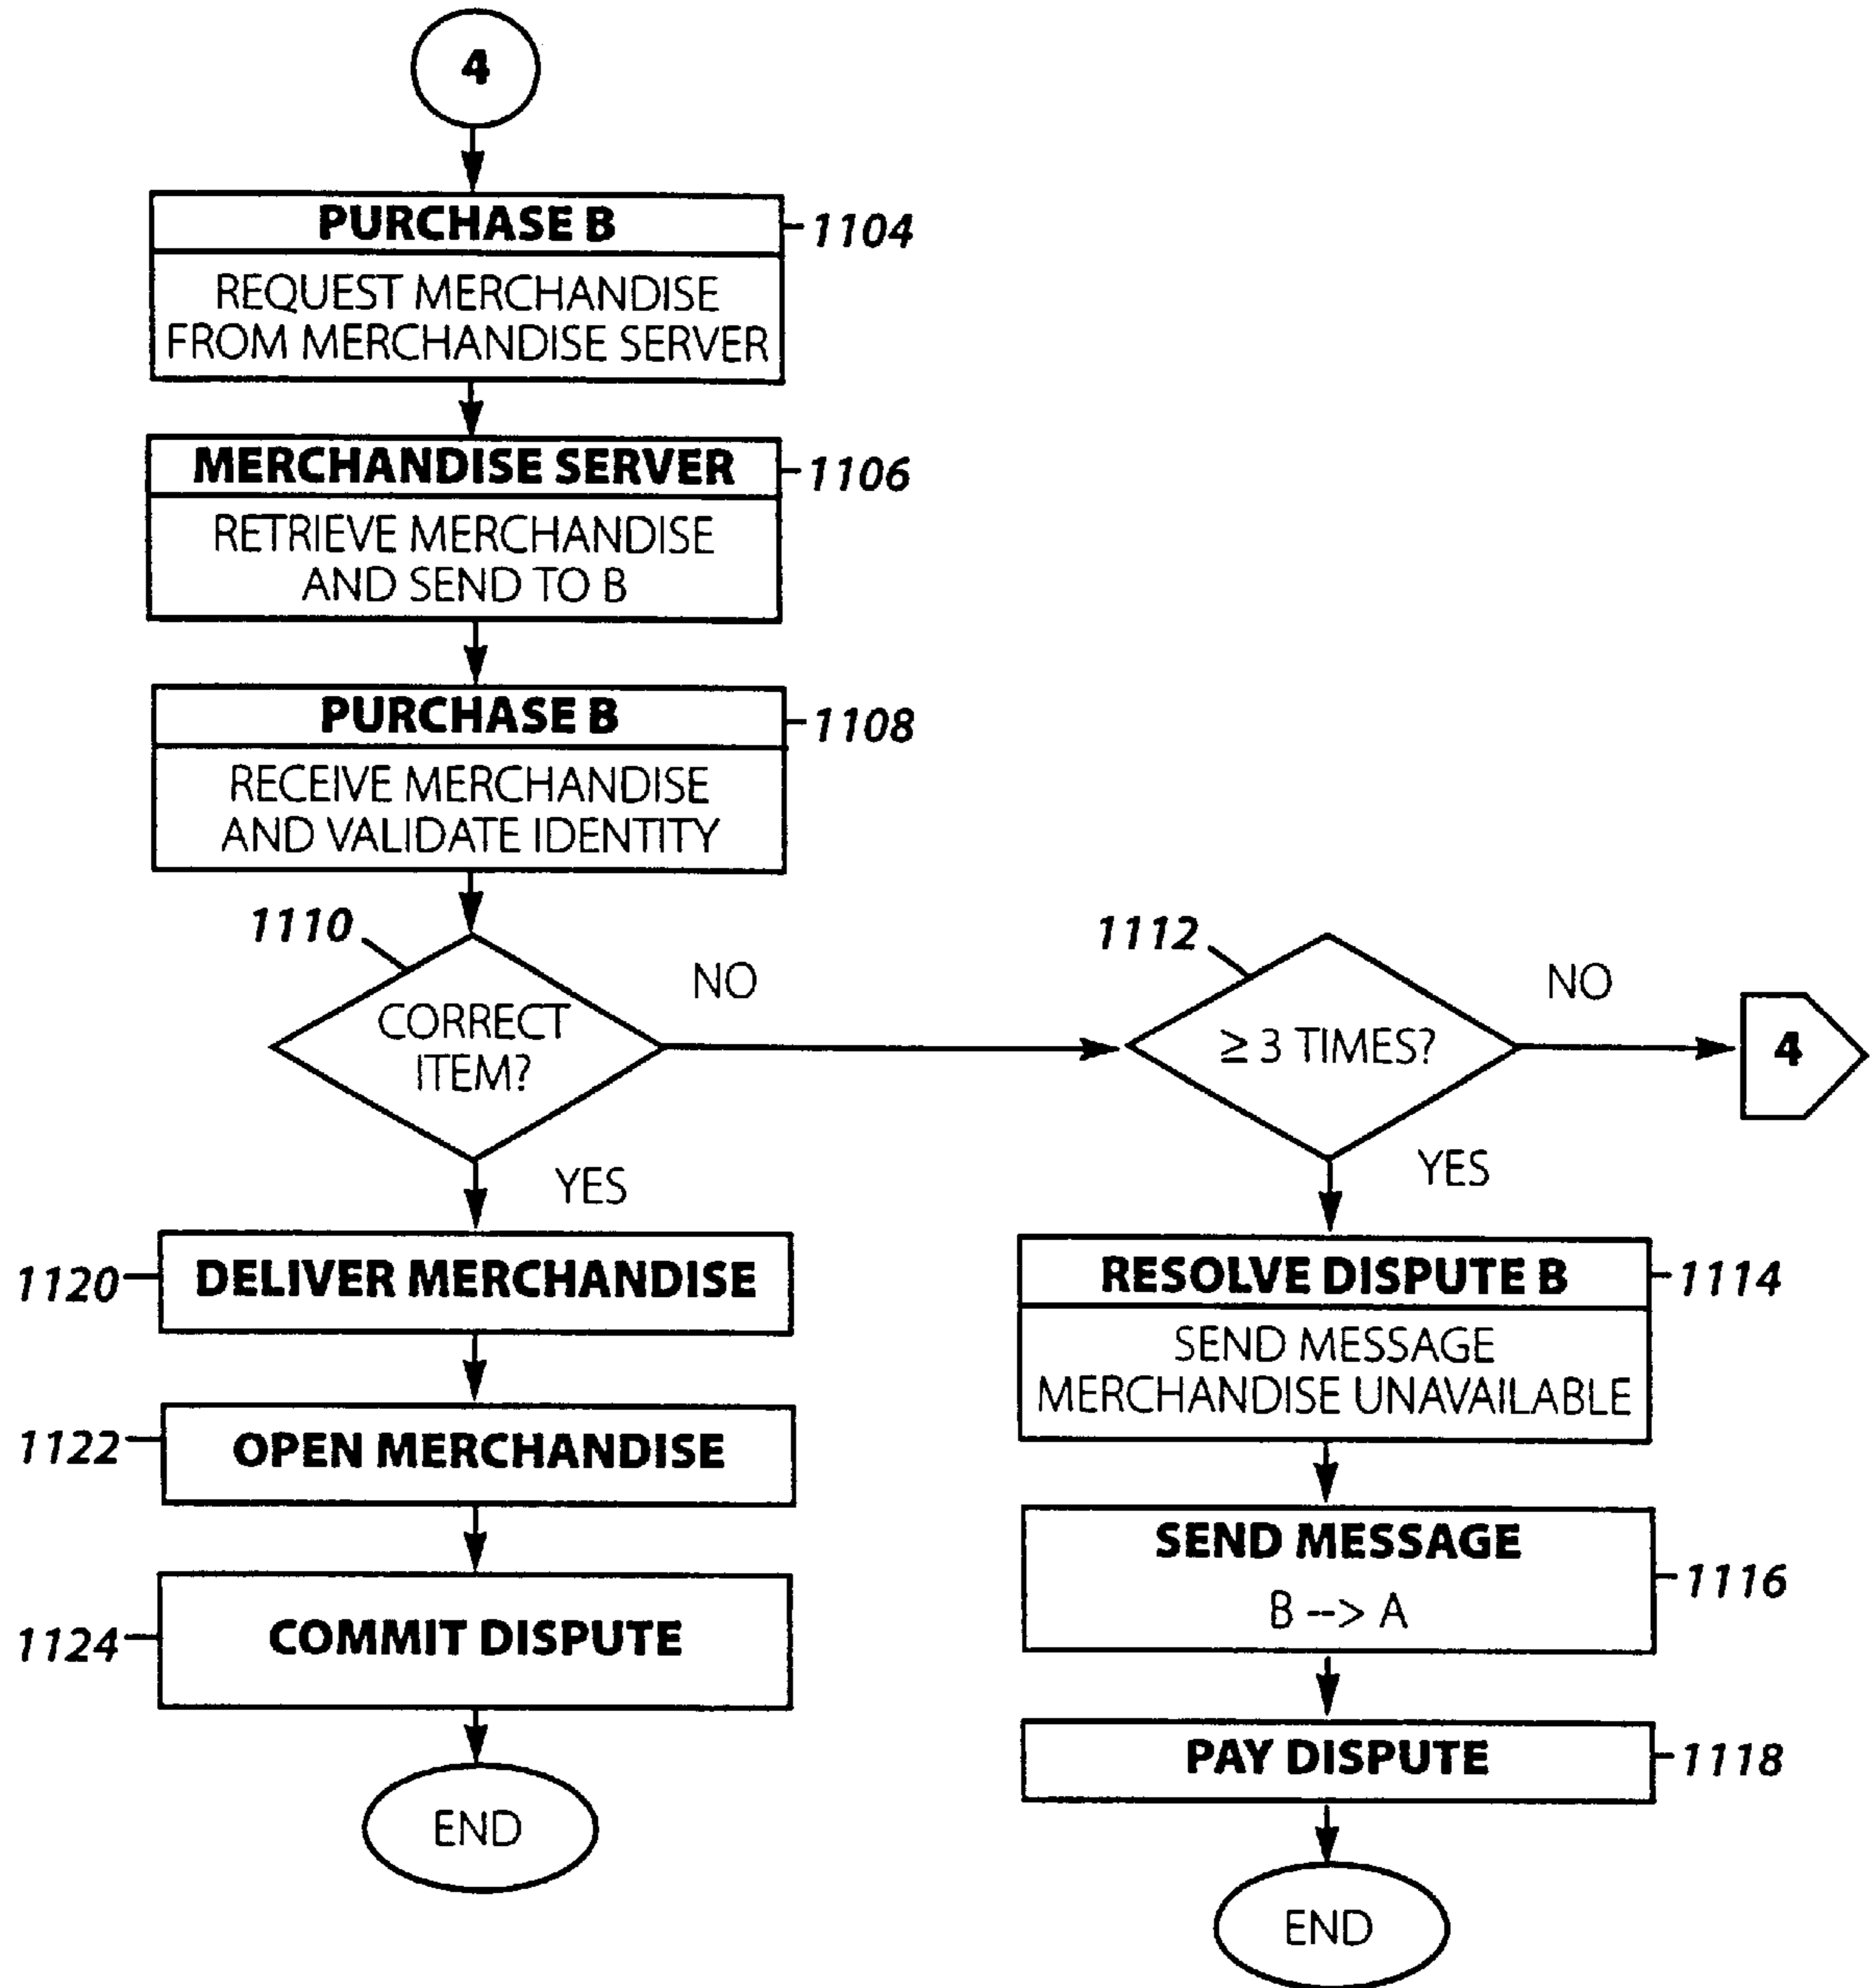 4
PURCHASE B
1104
REQUEST MERCHANDISE
FROM MERCHANDISE SERVER
MERCHANDISE SERVER
1106
RETRIEVE MERCHANDISE
AND SEND TO B
PURCHASE B
1108
RECEIVE MERCHANDISE
AND VALIDATE IDENTITY
1110
CORRECT
ITEM?
NO
1112
≥ 3 TIMES?
NO
4
YES
YES
1120
DELIVER MERCHANDISE
1122
OPEN MERCHANDISE
1124
COMMIT DISPUTE
END
RESOLVE DISPUTE B
1114
SEND MESSAGE
MERCHANDISE UNAVAILABLE
SEND MESSAGE
1116
B --> A
PAY DISPUTE
1118
END